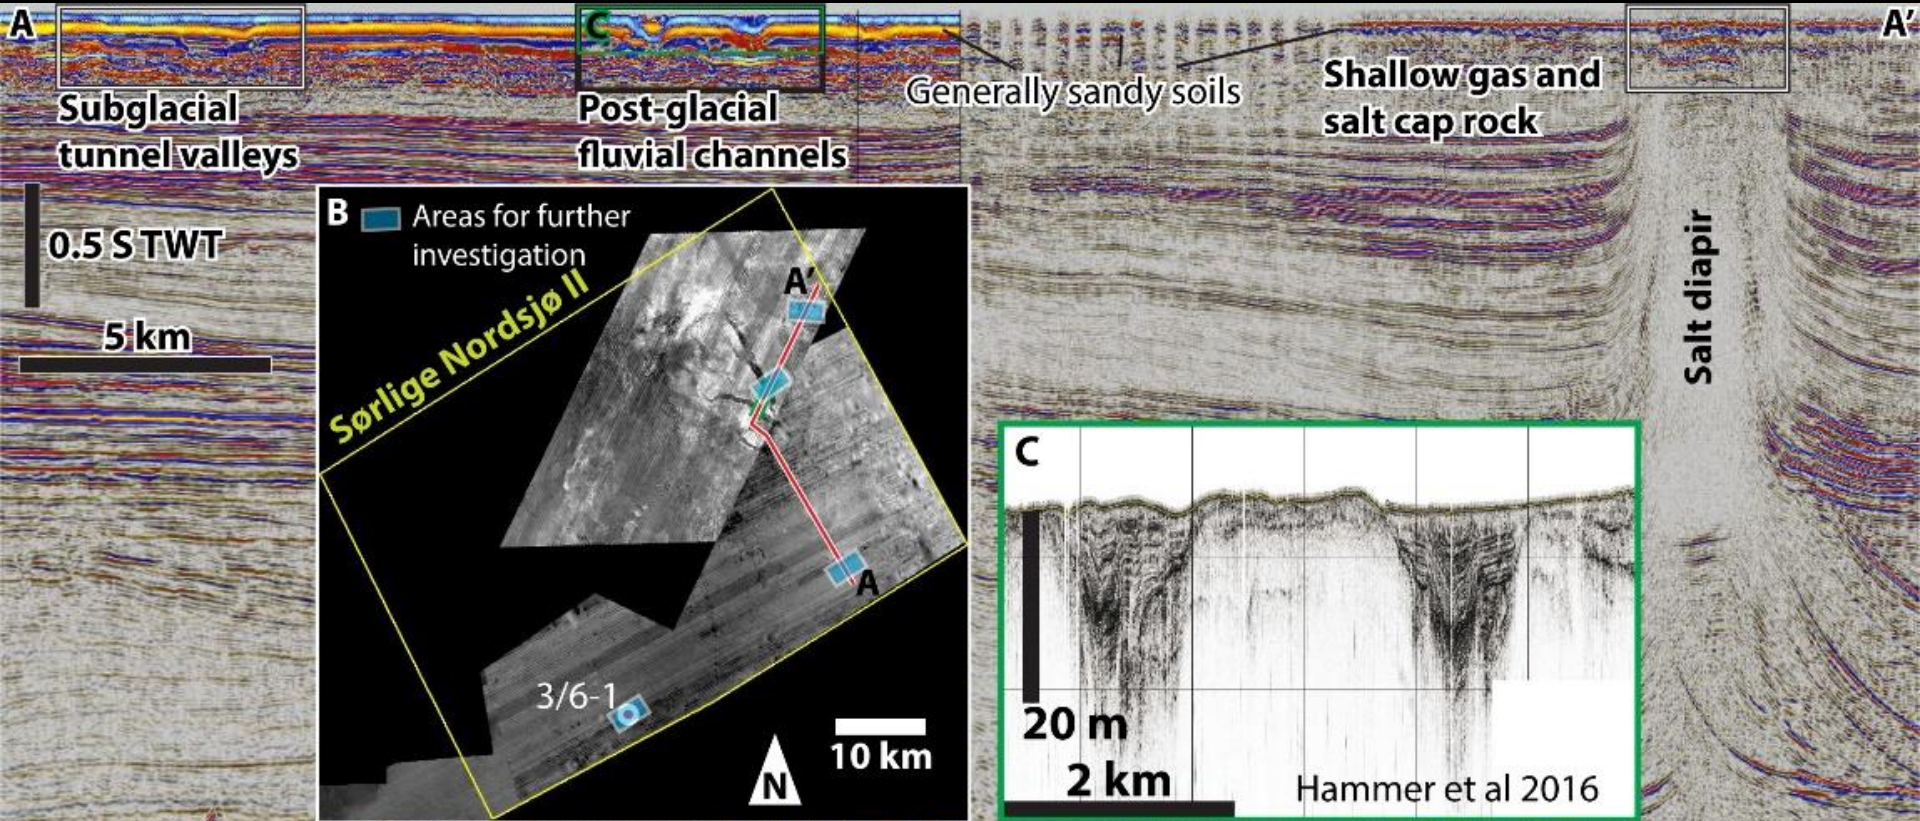 A
C
A'
Subglacial
tunnel valleys
Post-glacial
fluvial channels
Generally sandy soils
Shallow gas and
salt cap rock
0.5 S TWT
5 km
B
Areas for further
investigation
Sørlige Nordsjø II
A'
A
3/6-1
10 km
N
Salt diapir
C
20 m
2 km
Hammer et al 2016